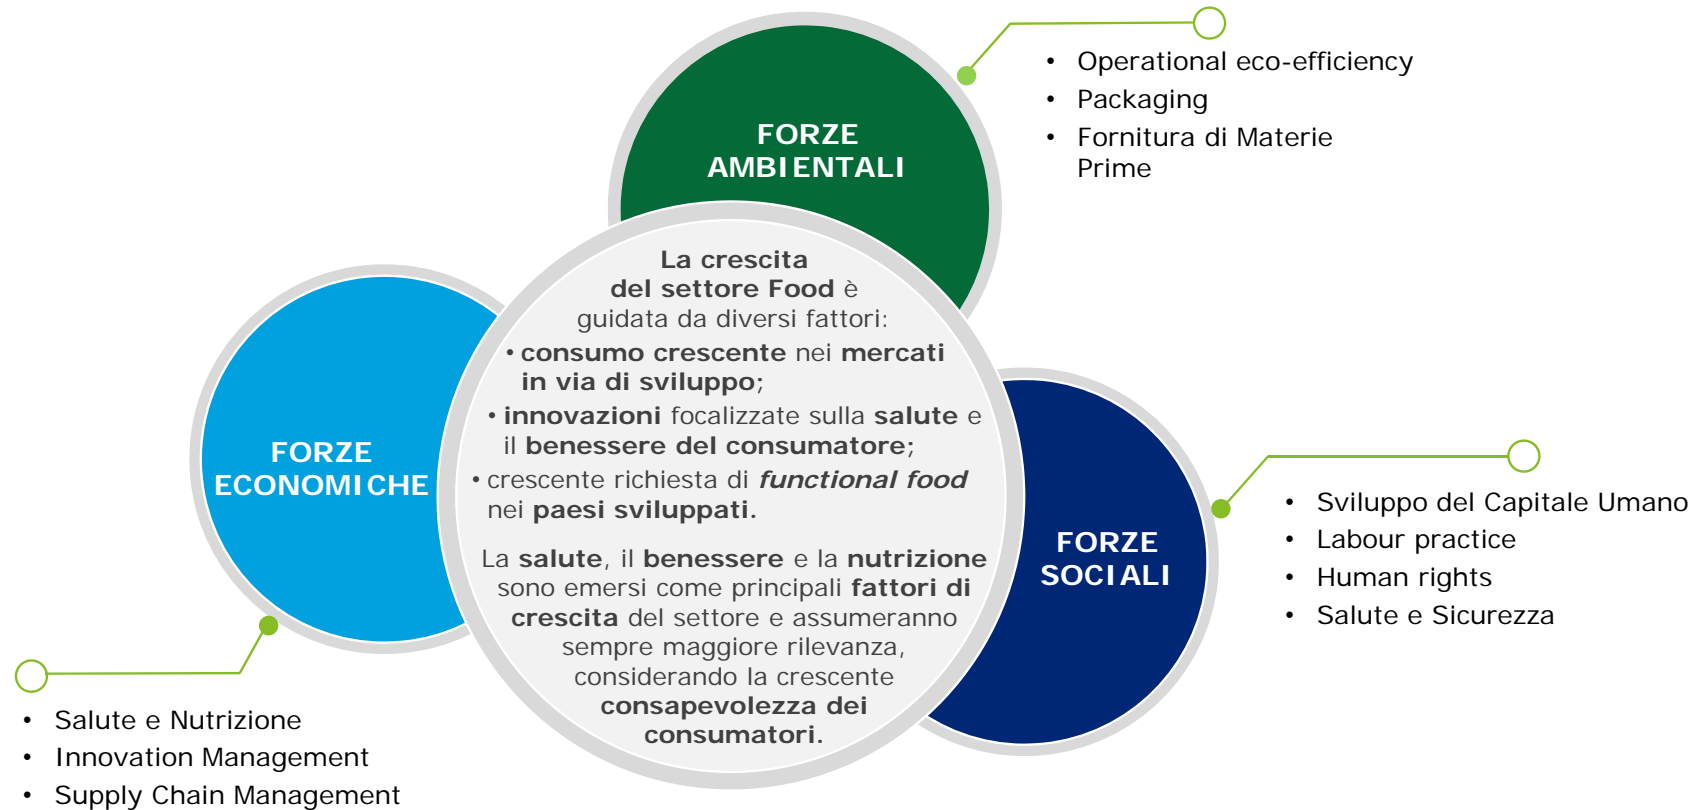 • Operational eco-efficiency
• Packaging
• Fornitura di Materie
Prime
FORZE
AMBIENTALI
La crescita
del settore Food è
guidata da diversi fattori:
• consumo crescente nei mercati
in via di sviluppo;
• innovazioni focalizzate sulla salute e
il benessere del consumatore;
• crescente richiesta di functional food
nei paesi sviluppati.
La salute, il benessere e la nutrizione
sono emersi come principali fattori di
crescita del settore e assumeranno
sempre maggiore rilevanza,
considerando la crescente
consapevolezza dei
consumatori.
FORZE
ECONOMICHE
• Salute e Nutrizione
• Innovation Management
• Supply Chain Management
FORZE
SOCIALI
• Sviluppo del Capitale Umano
• Labour practice
• Human rights
• Salute e Sicurezza